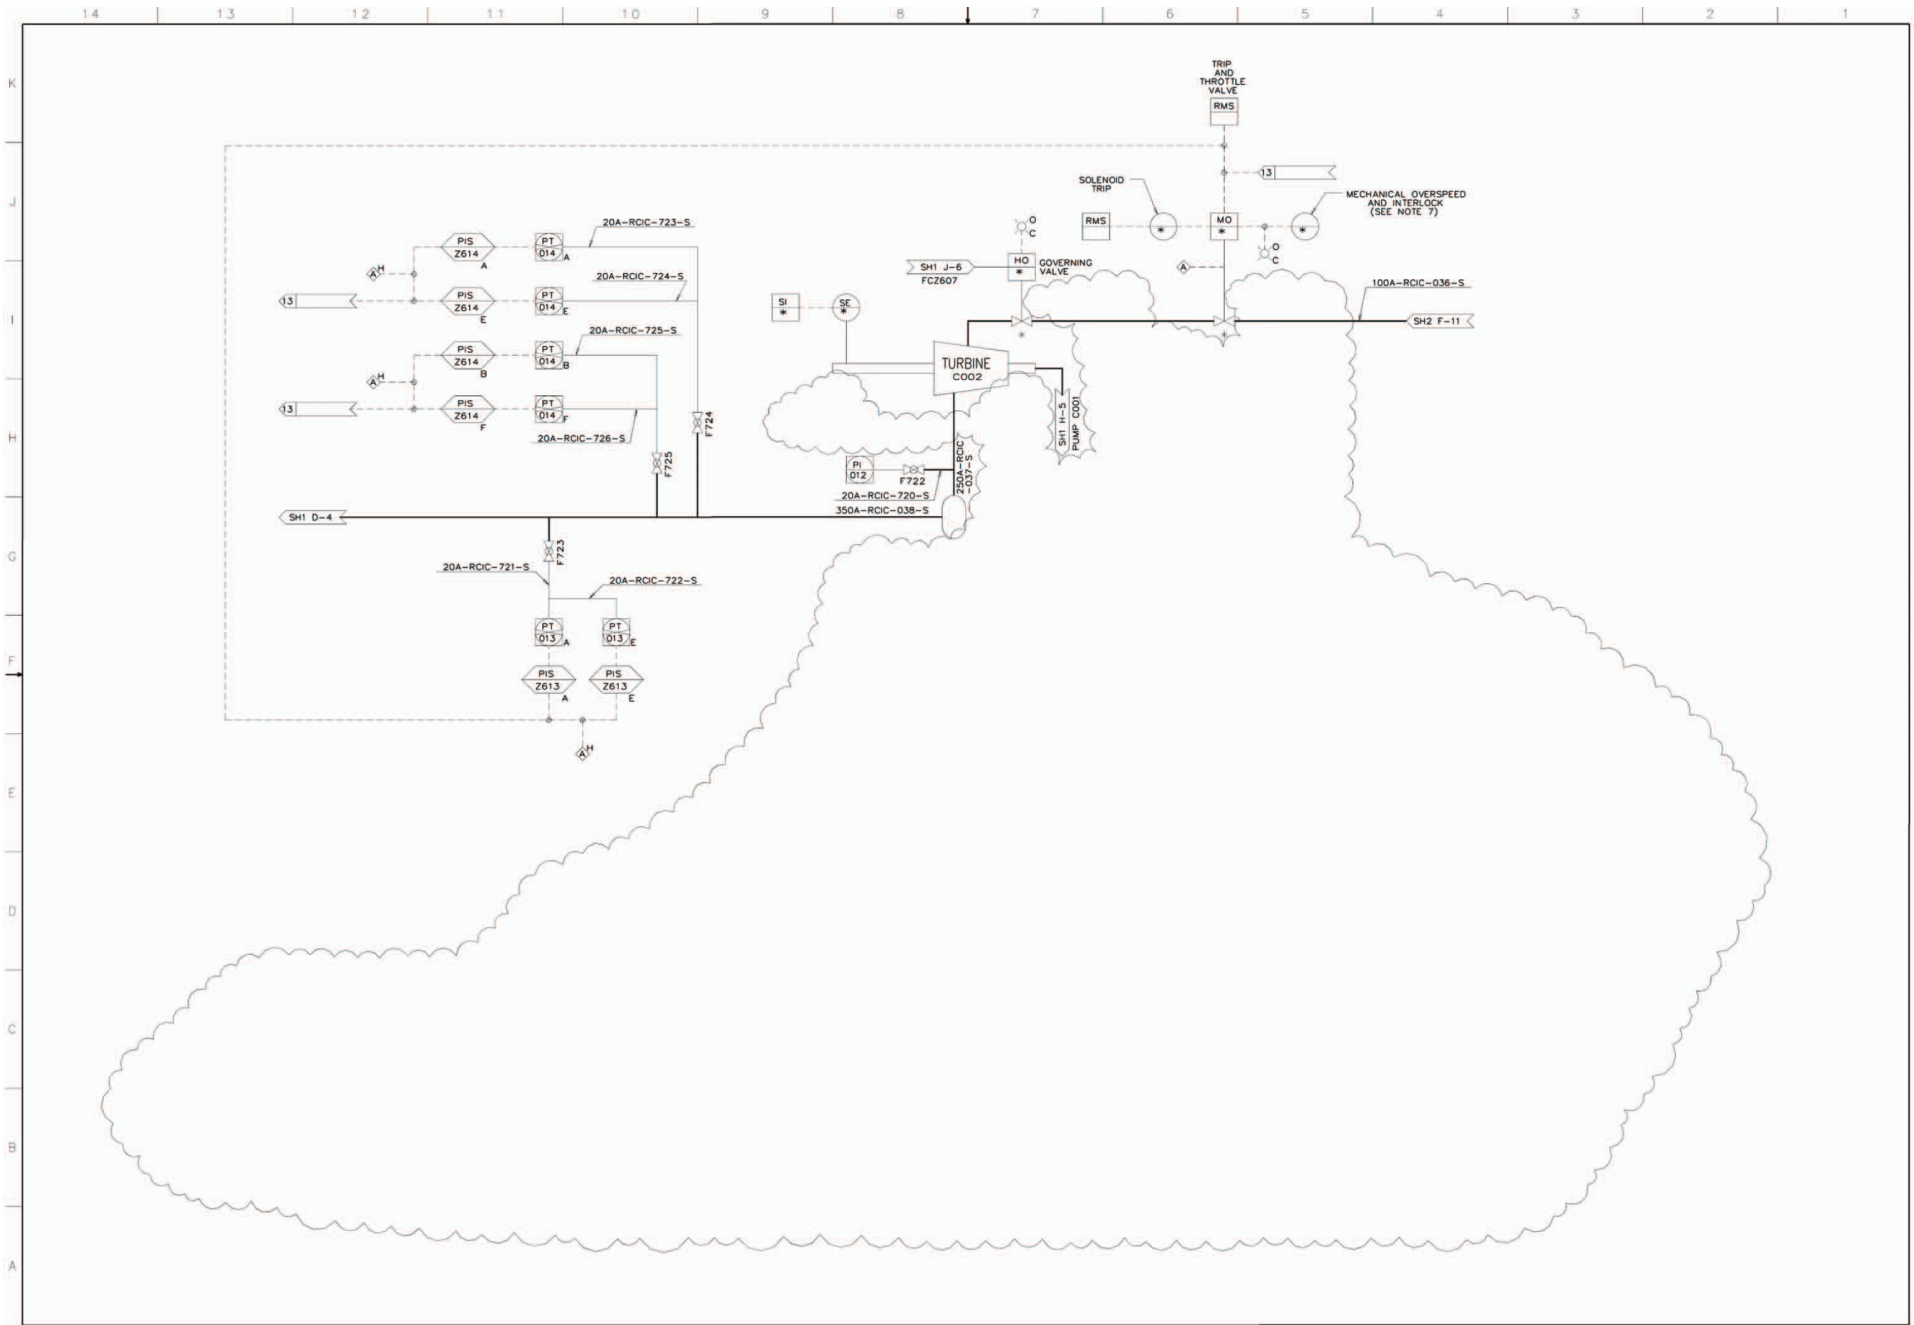 14 13 12 11 10 9 8 7 6 5 4 3 2 1
K
J
I
H
G
F
E
D
C
B
A
TRIP
AND
THROTTLE
VALVE
RMS
13
SOLENOID
TRIP
MECHANICAL OVERSPEED
AND INTERLOCK
(SEE NOTE 7)
RMS
*
MO
*
*
O
C
A
O
C
HO
*
GOVERNING
VALVE
SH1 J-6
FCZ607
100A-RCIC-036-S
SH2 F-11
*
*
SI
*
SE
*
TURBINE
C002
SH1 H-5
PUMP C001
250A-RCIC
-037-S
PI
012
F722
20A-RCIC-720-S
350A-RCIC-038-S
20A-RCIC-723-S
PIS
Z614
A
PT
014
A
A H
20A-RCIC-724-S
13
PIS
Z614
E
PT
014
E
20A-RCIC-725-S
PIS
Z614
B
PT
014
B
A H
13
PIS
Z614
F
PT
014
F
20A-RCIC-726-S
F724
F725
SH1 D-4
F723
20A-RCIC-721-S
20A-RCIC-722-S
PT
013
A
PT
013
E
PIS
Z613
A
PIS
Z613
E
A H